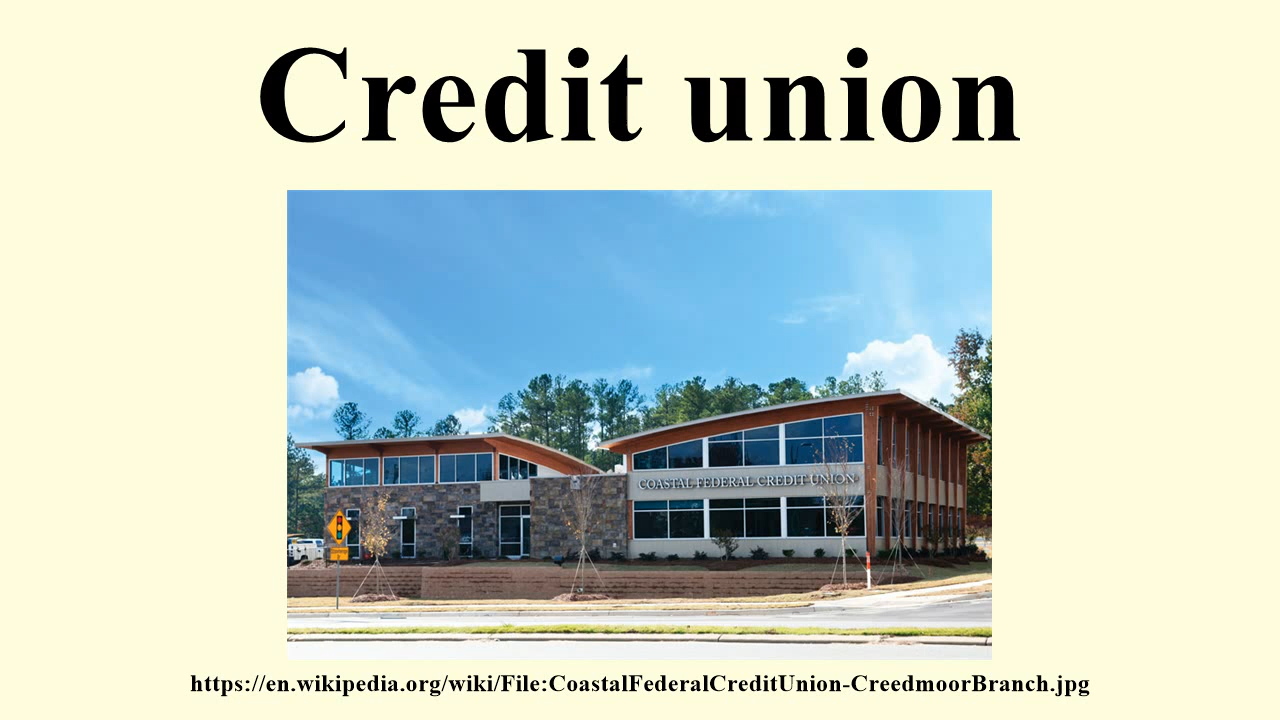 Credit union
COASTAL FEDERAL CREDIT UNION
https://en.wikipedia.org/wiki/File:CoastalFederalCreditUnion-CreedmoorBranch.jpg